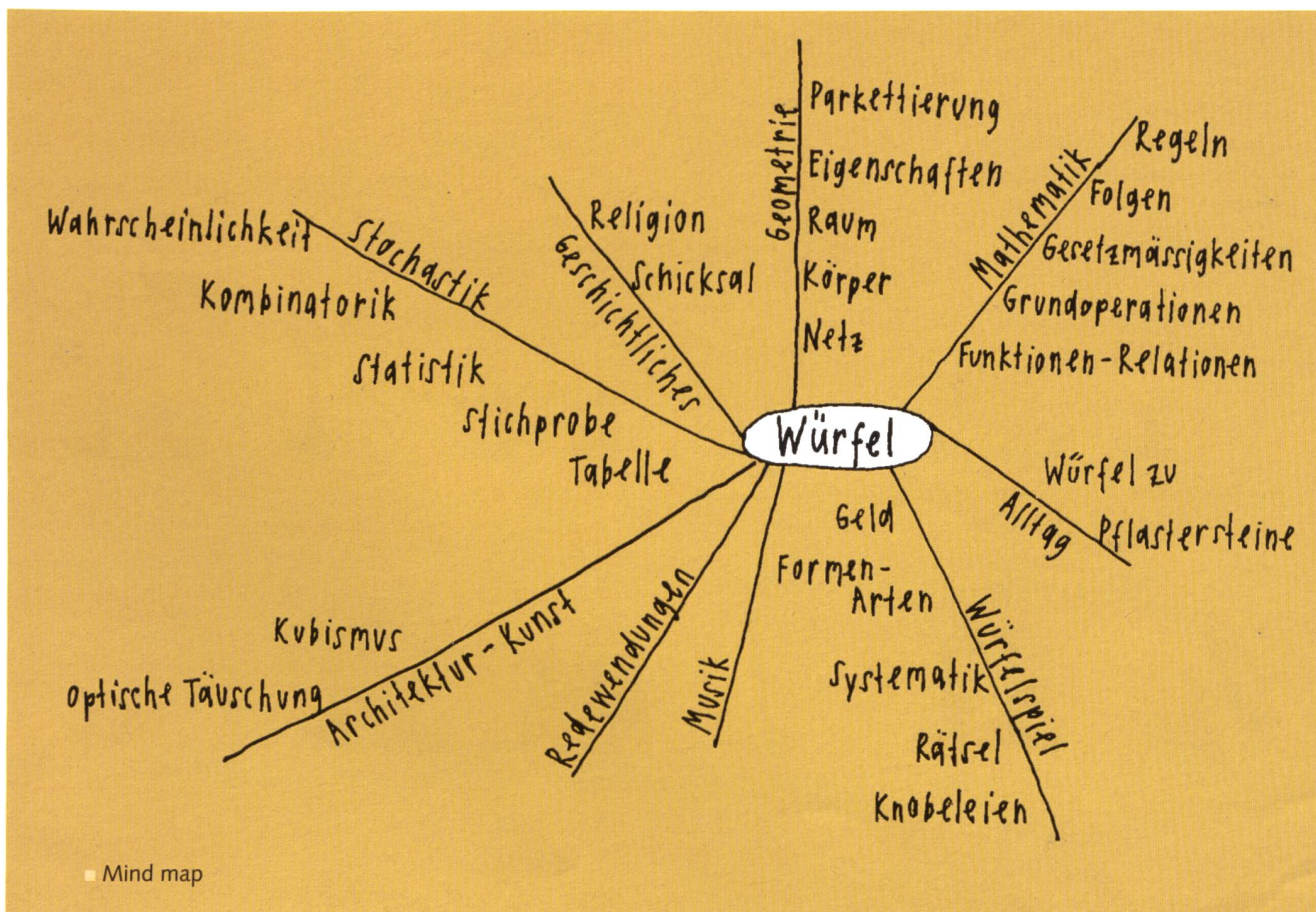 Parkettierung
Geometrie
Eigenschaften
Raum
Körper
Netz
Mathematik
Regeln
Folgen
Gesetzmässigkeiten
Grundoperationen
Funktionen-Relationen
Religion
Schicksal
Geschichtliches
Wahrscheinlichkeit
Stochastik
Kombinatorik
Statistik
Stichprobe
Tabelle
Würfel
Würfel zu
Pflastersteine
Alltag
Geld
Formen-
Arten
Systematik
Rätsel
Knobeleien
Würfelspiel
Musik
Redewendungen
Kubismus
Optische Täuschung
Architektur-Kunst
Mind map